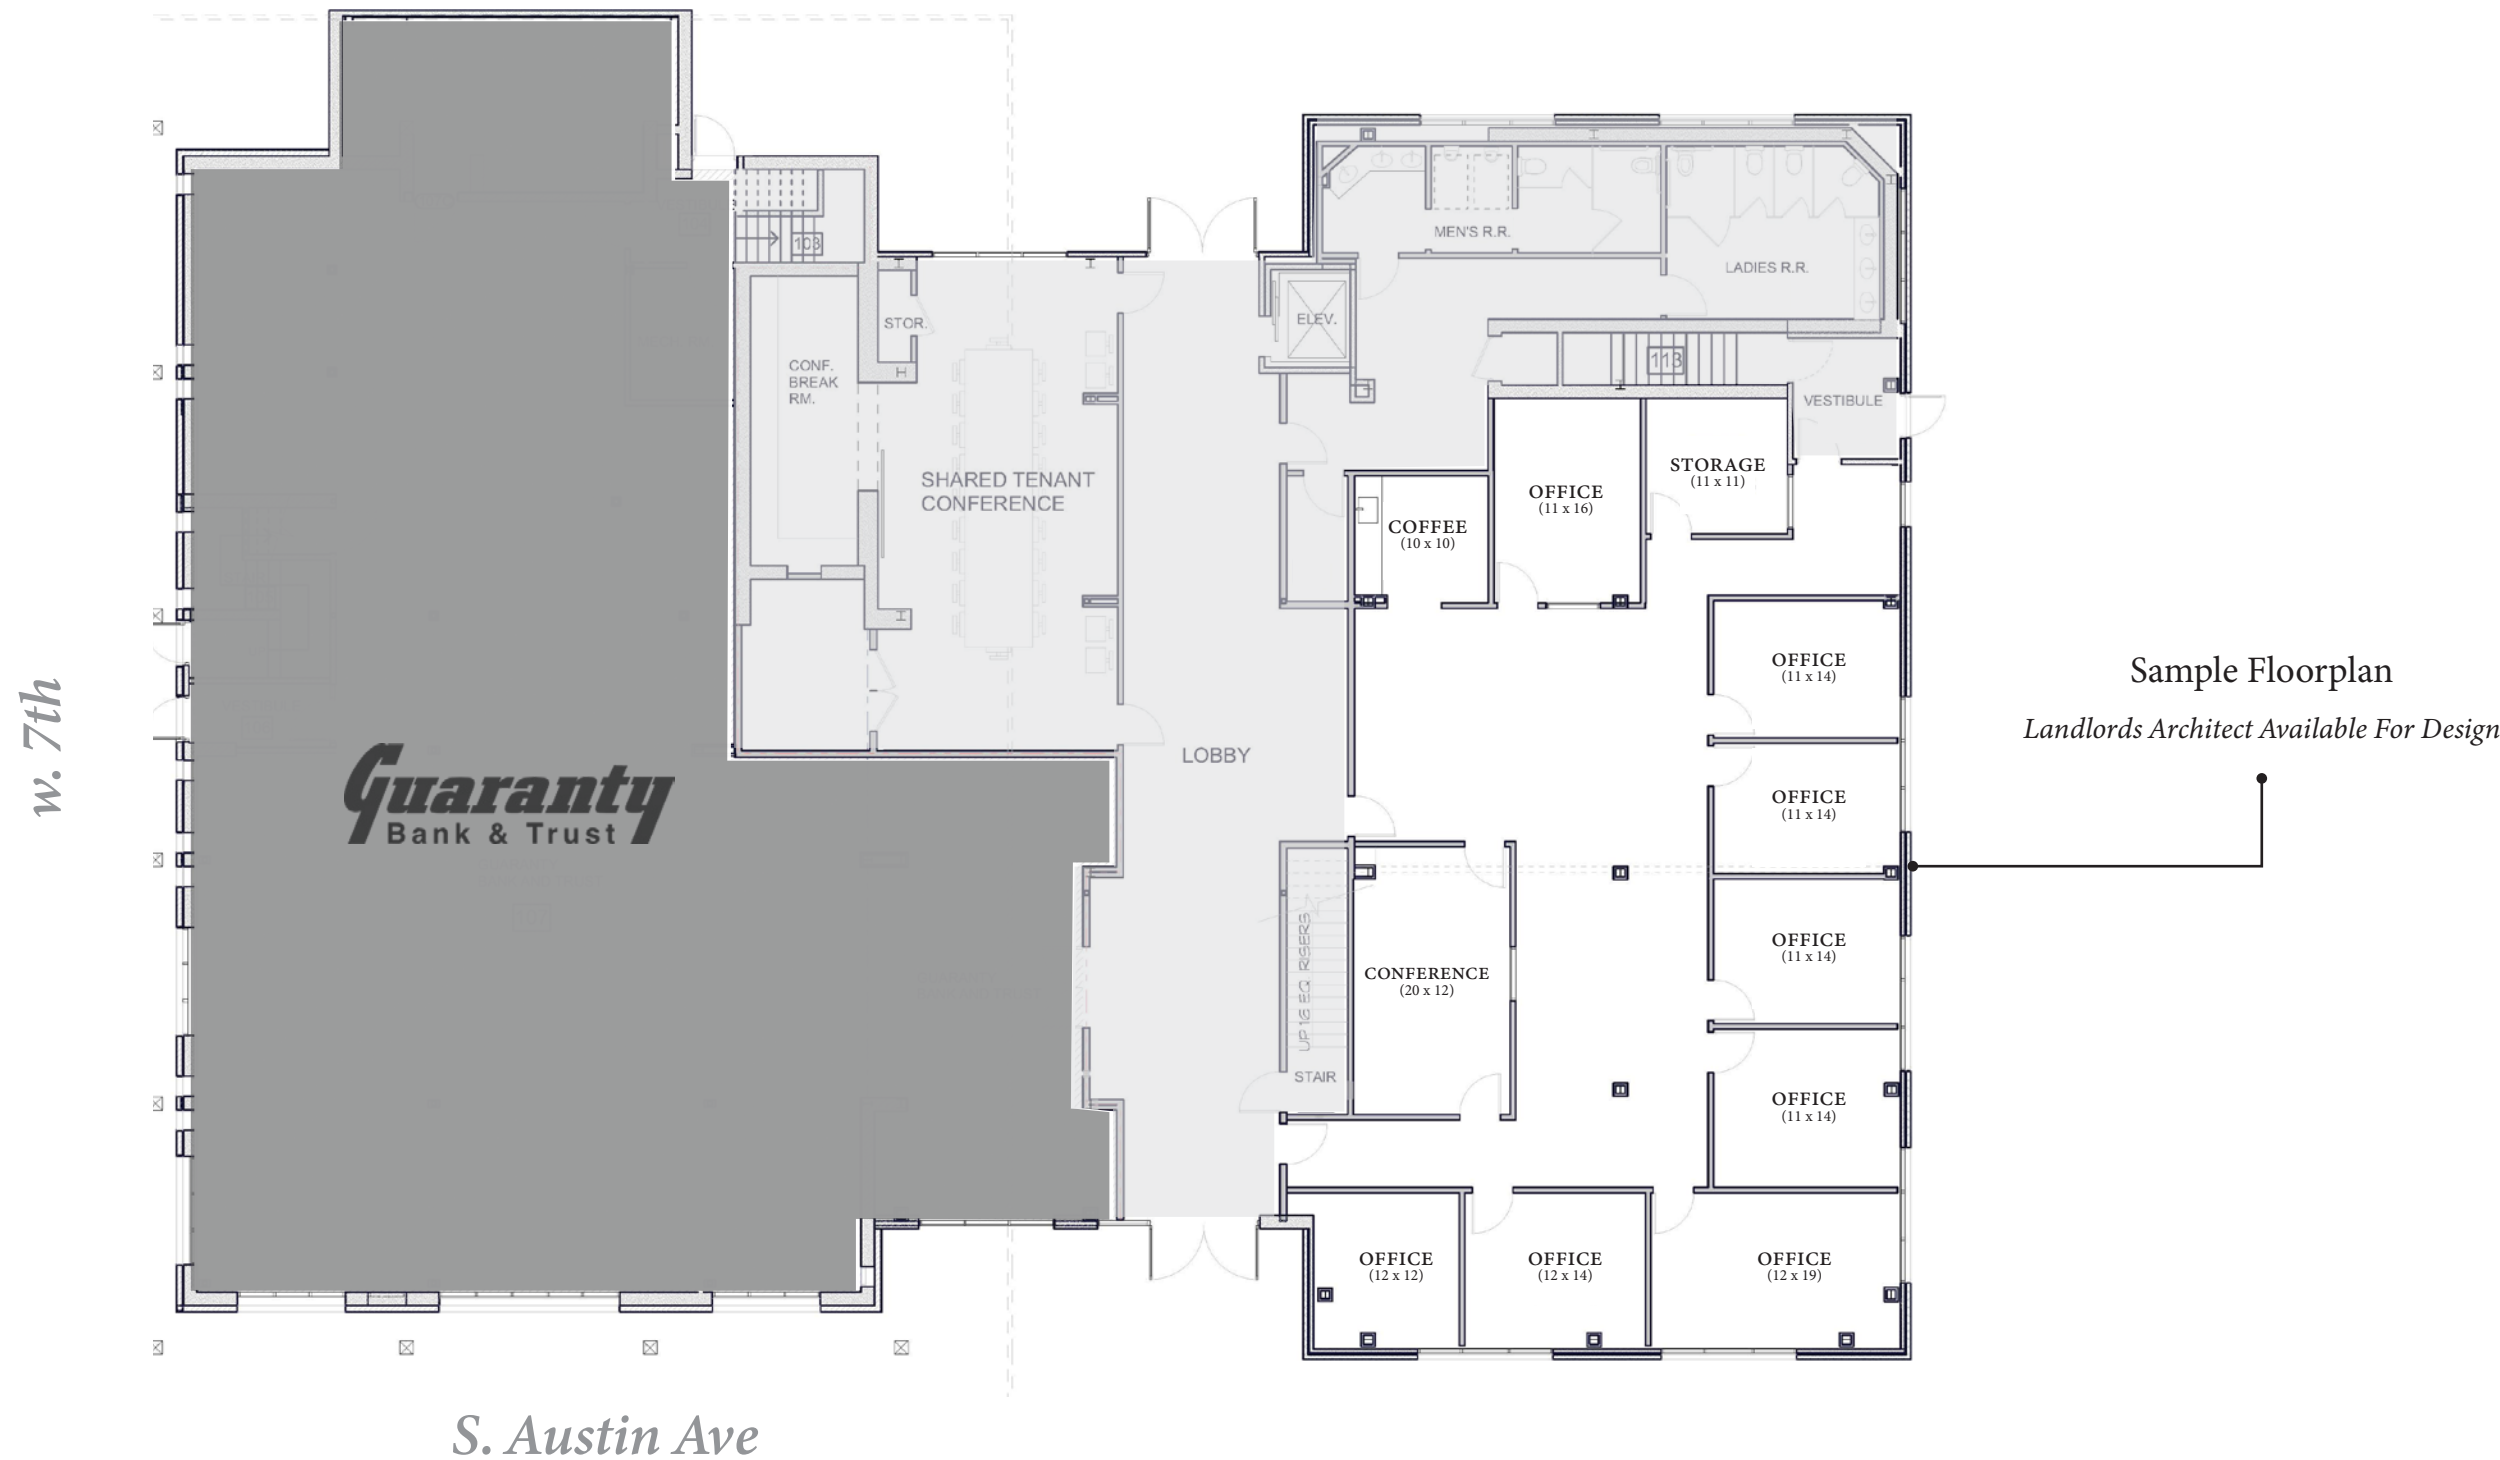 103
MEN'S R.R.
LADIES R.R.
STOR.
ELEV.
CONF.
BREAK
RM.
113
VESTIBULE
SHARED TENANT
CONFERENCE
STORAGE
(11 x 11)
OFFICE
(11 x 16)
COFFEE
(10 x 10)
OFFICE
(11 x 14)
Sample Floorplan
Landlords Architect Available For Design
w. 7th
LOBBY
Guaranty
Bank & Trust
OFFICE
(11 x 14)
OFFICE
(11 x 14)
CONFERENCE
(20 x 12)
UP 16 EQ RISERS
STAIR
OFFICE
(11 x 14)
OFFICE
(12 x 12)
OFFICE
(12 x 14)
OFFICE
(12 x 19)
S. Austin Ave